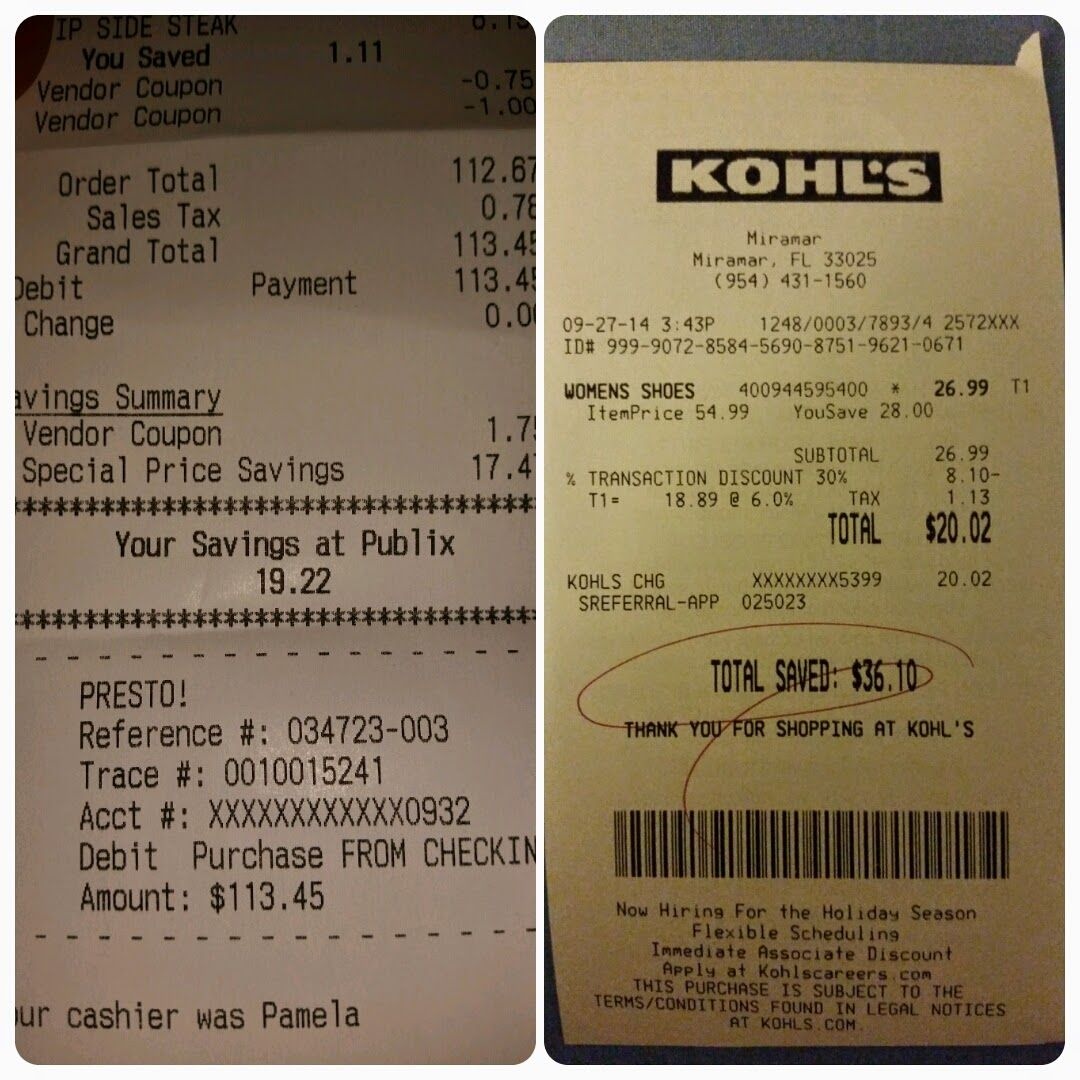 IP SIDE STEAK
You Saved 1.11
Vendor Coupon -0.75
Vendor Coupon -1.00
Order Total 112.67
Sales Tax 0.78
Grand Total 113.45
Debit Payment 113.45
Change 0.00
avings Summary
Vendor Coupon 1.75
Special Price Savings 17.47
************************************
Your Savings at Publix
19.22
************************************
- - - - - - - - - - - - - - - - - -
PRESTO!
Reference #: 034723-003
Trace #: 0010015241
Acct #: XXXXXXXXXXXX0932
Debit Purchase FROM CHECKIN
Amount: $113.45
- - - - - - - - - - - - - - - - - -
our cashier was Pamela
KOHL'S
Miramar
Miramar, FL 33025
(954) 431-1560
09-27-14 3:43P 1248/0003/7893/4 2572XXX
ID# 999-9072-8584-5690-8751-9621-0671
WOMENS SHOES 400944595400 * 26.99 T1
ItemPrice 54.99 YouSave 28.00
SUBTOTAL 26.99
% TRANSACTION DISCOUNT 30% 8.10-
T1= 18.89 @ 6.0% TAX 1.13
TOTAL $20.02
KOHLS CHG XXXXXXXX5399 20.02
SREFERRAL-APP 025023
TOTAL SAVED: $36.10
THANK YOU FOR SHOPPING AT KOHL'S
Now Hiring For the Holiday Season
Flexible Scheduling
Immediate Associate Discount
Apply at Kohlscareers.com
THIS PURCHASE IS SUBJECT TO THE
TERMS/CONDITIONS FOUND IN LEGAL NOTICES
AT KOHLS.COM.